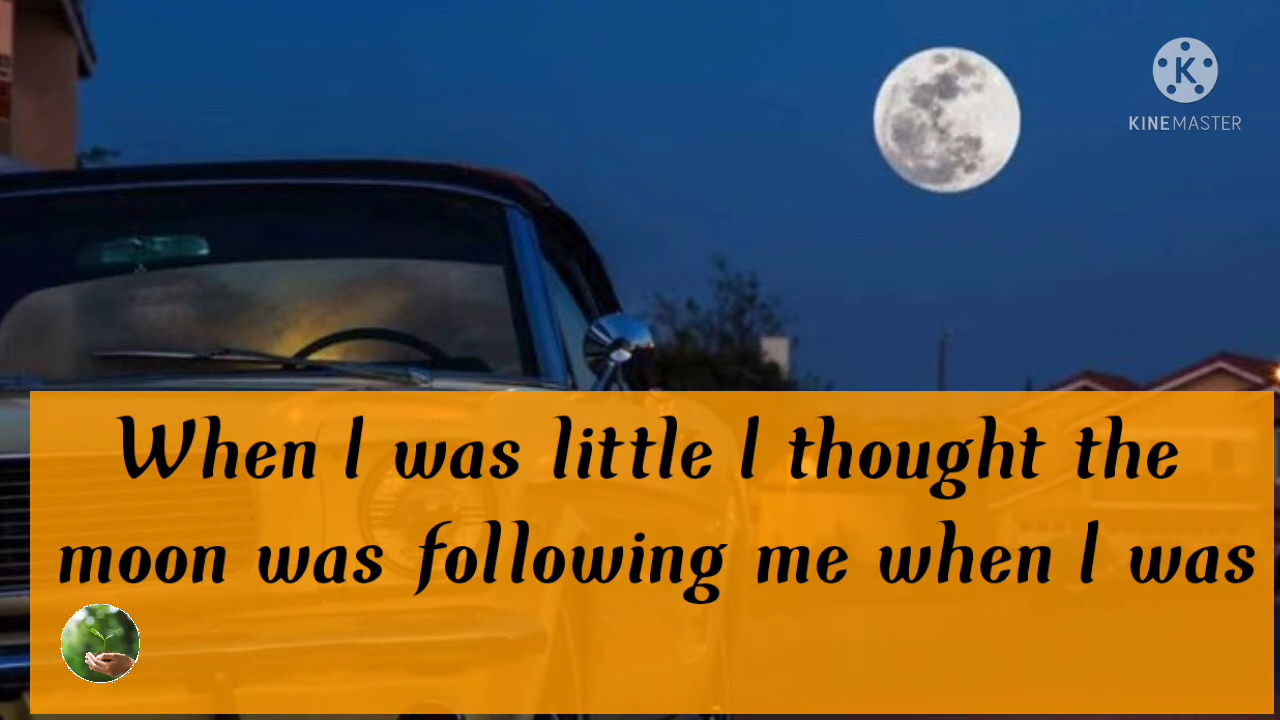 K
KINEMASTER
When I was little I thought the
moon was following me when I was